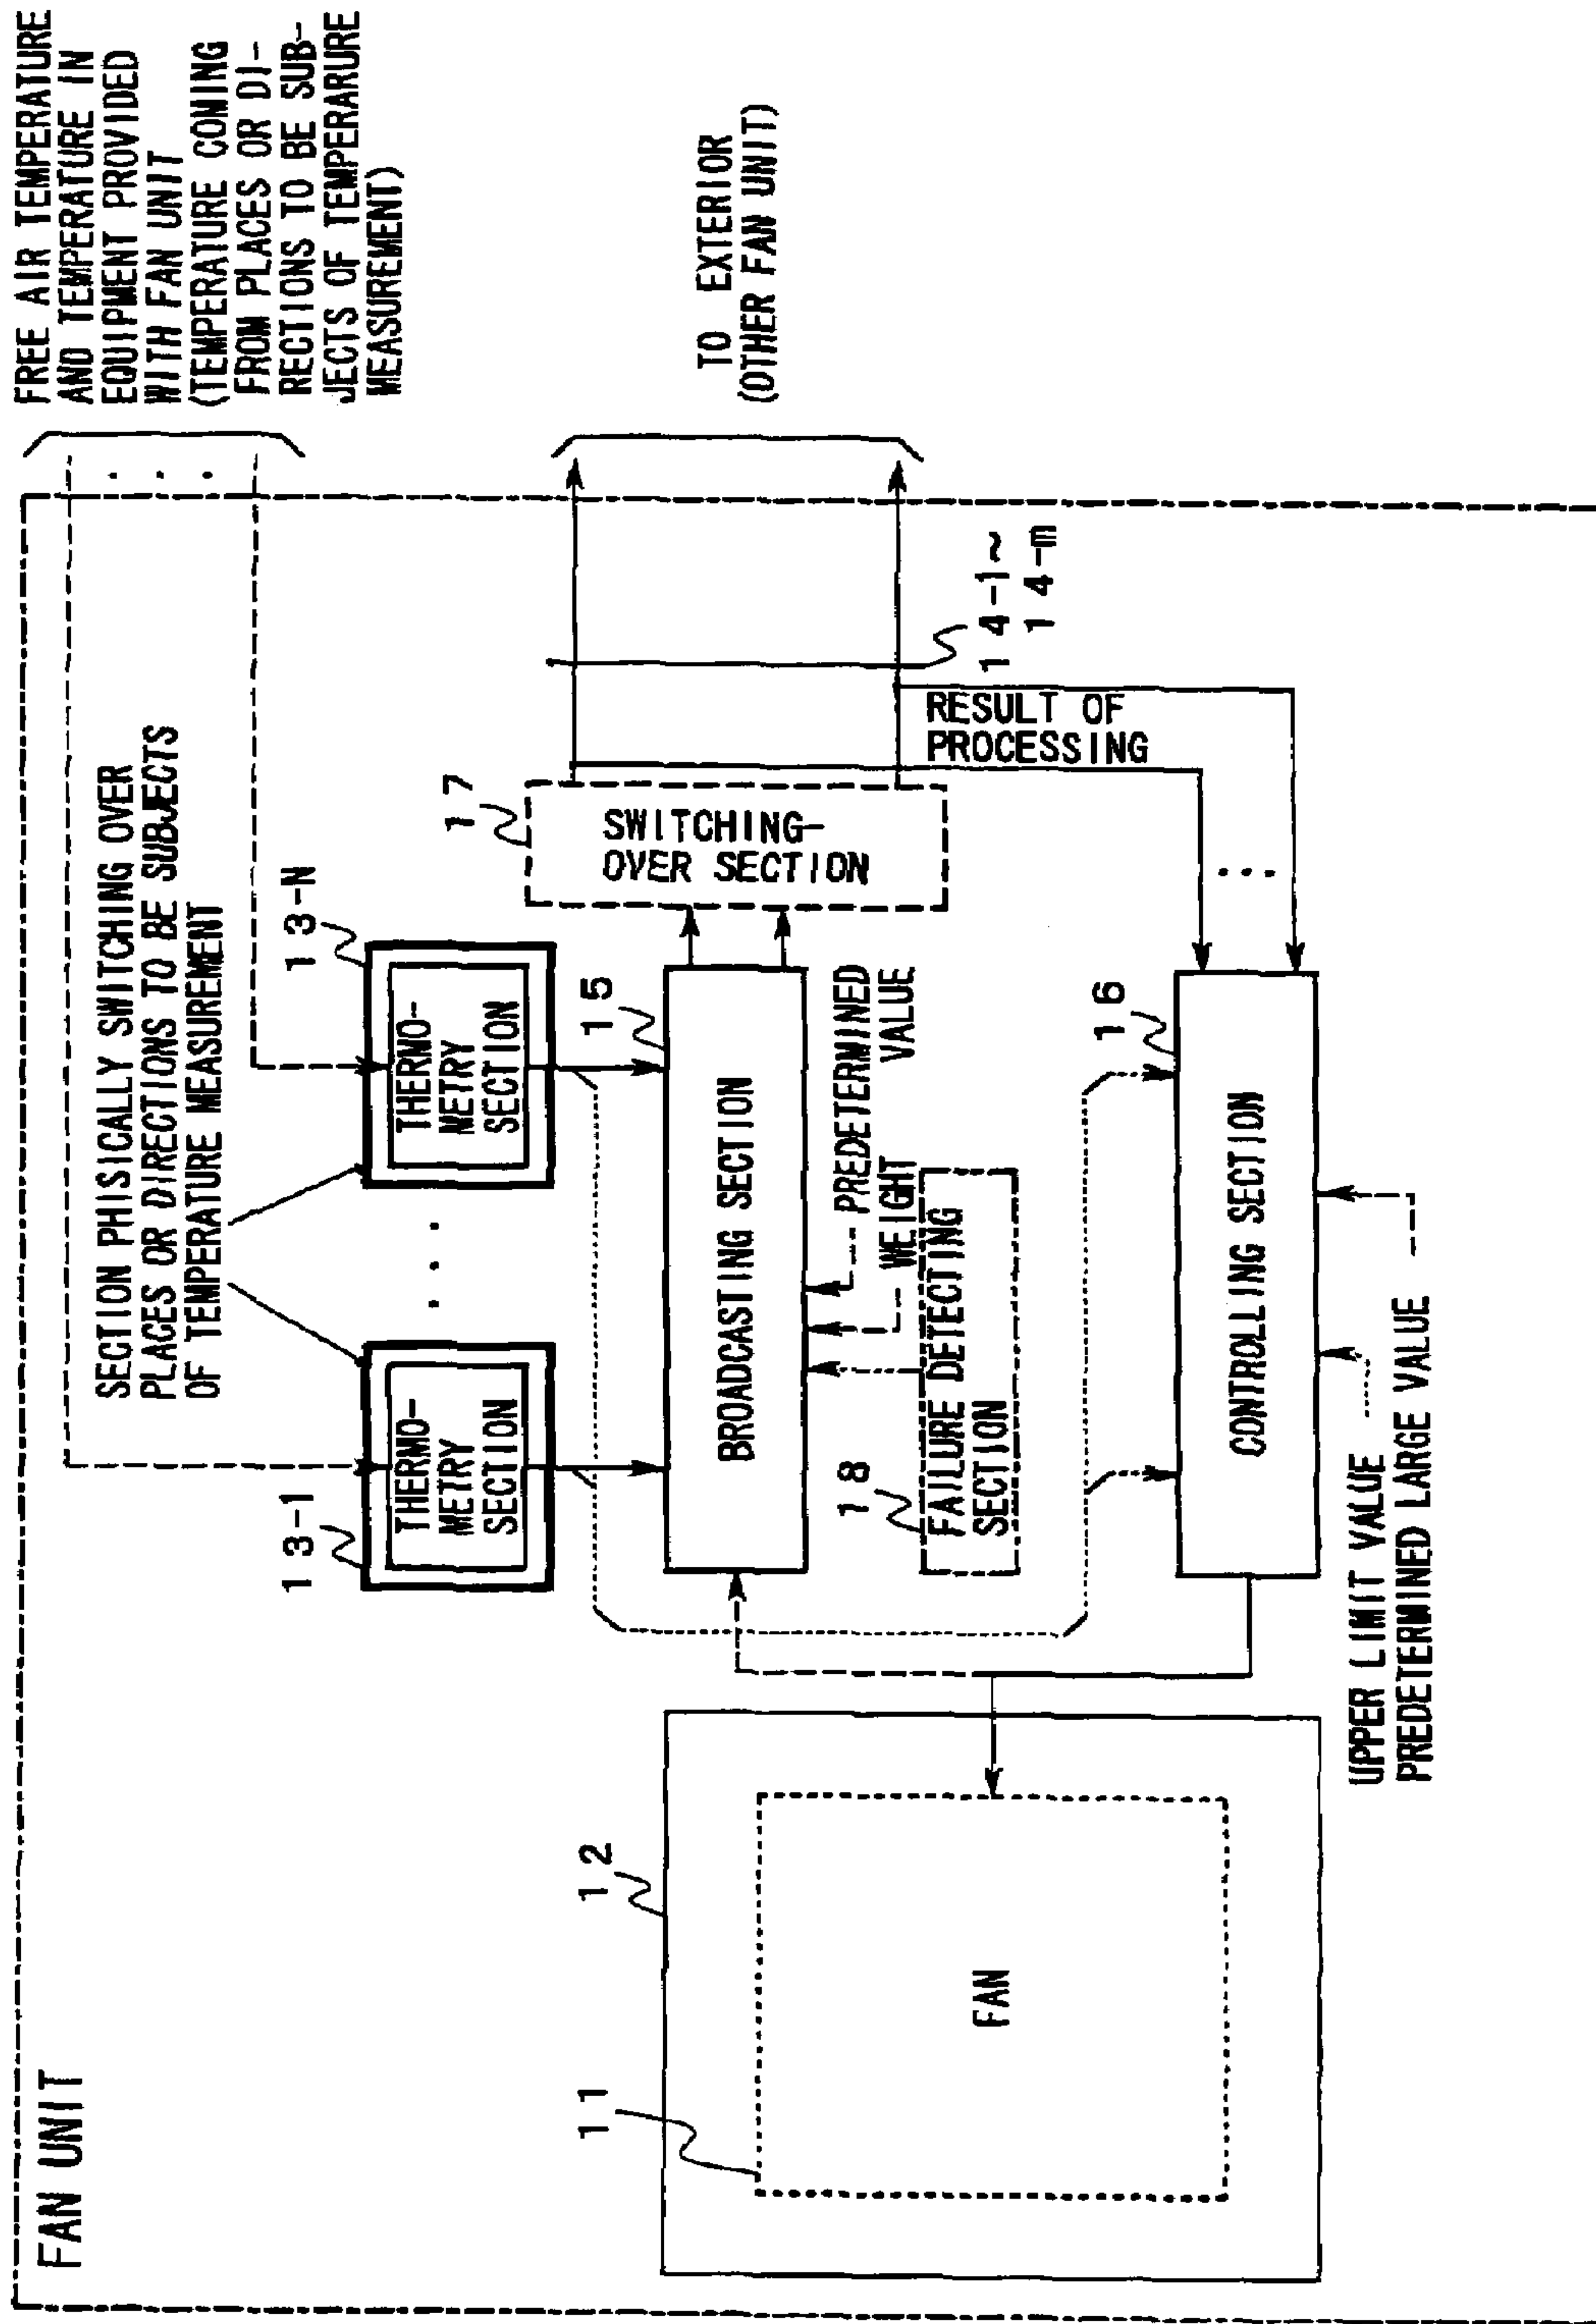 FAN UNIT
FREE AIR TEMPERATURE
AND TEMPERATURE IN
EQUIPMENT PROVIDED
WITH FAN UNIT
(TEMPERATURE COMING
FROM PLACES OR DI-
RECTIONS TO BE SUB-
JECTS OF TEMPERARURE
MEASUREMENT)
SECTION PHISICALLY SWITCHING OVER
PLACES OR DIRECTIONS TO BE SUBJECTS
OF TEMPERATURE MEASUREMENT
13-1
THERMO-
METRY
SECTION
. . .
13-N
THERMO-
METRY
SECTION
. . .
17
SWITCHING-
OVER SECTION
TO EXTERIOR
(OTHER FAN UNIT)
14-1~
14-m
RESULT OF
PROCESSING
15
BROADCASTING SECTION
PREDETERMINED
VALUE
WEIGHT
18
FAILURE DETECTING
SECTION
16
CONTROLLING SECTION
...
UPPER LIMIT VALUE
PREDETERMINED LARGE VALUE
12
11
FAN